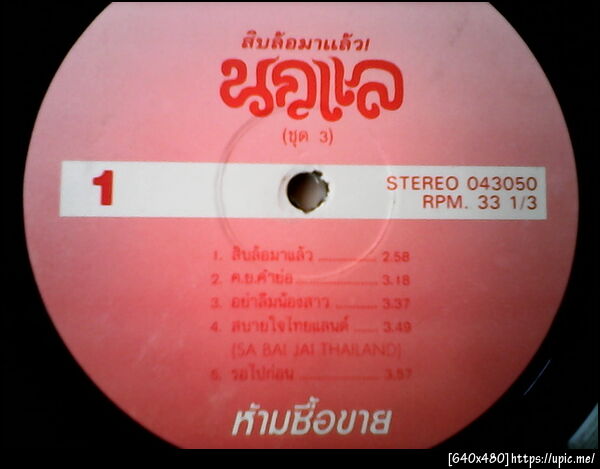 สิบล้อมาแล้ว!
นกแล
(ชุด 3)
1
STEREO 043050
RPM. 33 1/3
1. สิบล้อมาแล้ว ............ 2.58
2. ค.ย.คำย่อ ................ 3.18
3. อย่าลืมน้องสาว ......... 3.37
4. สบายใจไทยแลนด์ ...... 3.49
(SA BAI JAI THAILAND)
5. รอไปก่อน ................ 3.57
ห้ามซื้อขาย
[640x480]https://upic.me/